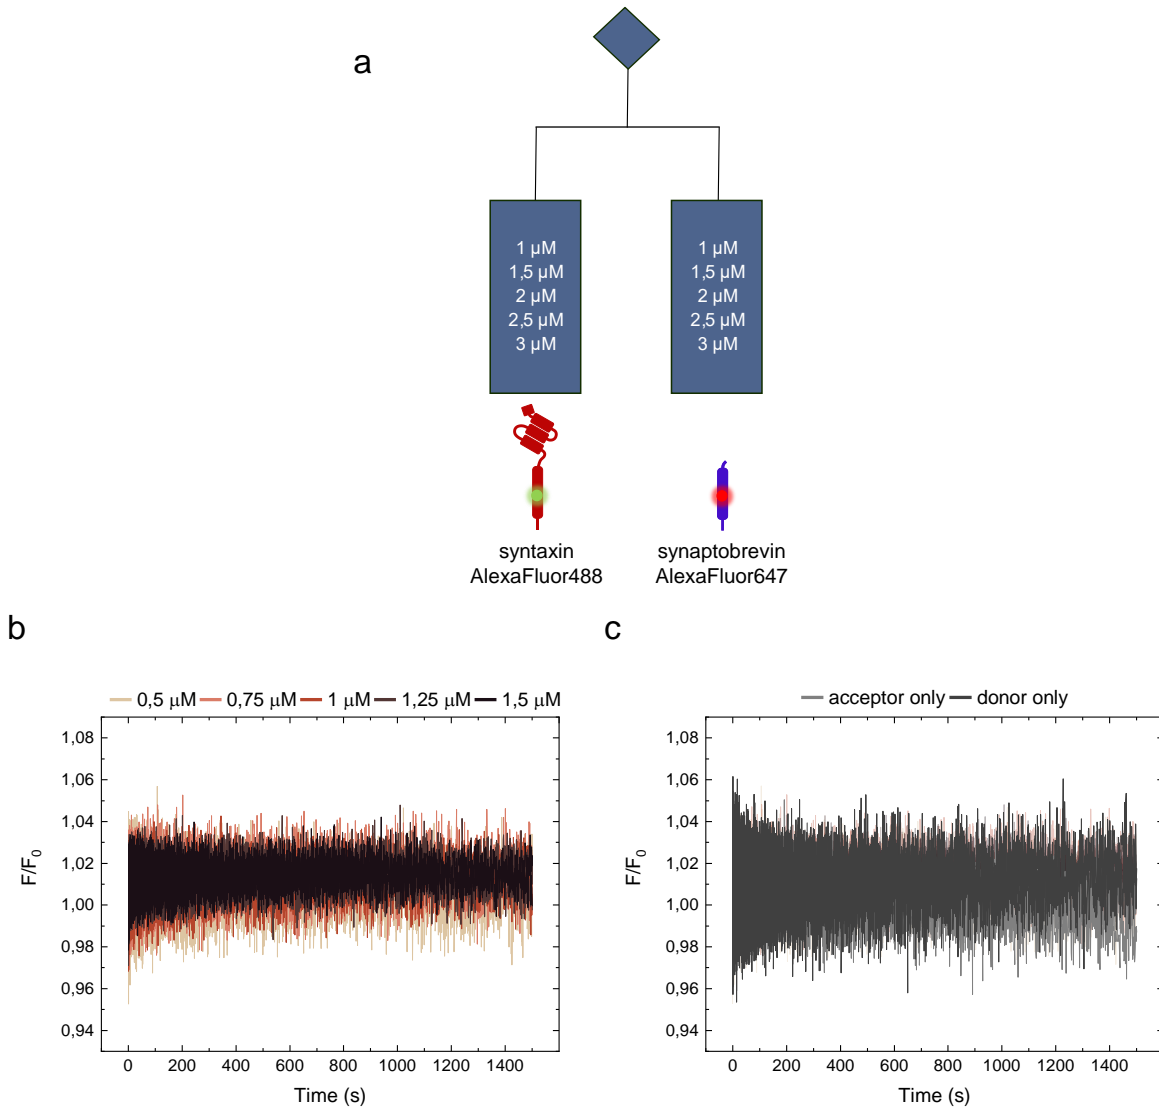 a
1 µM
1,5 µM
2 µM
2,5 µM
3 µM
1 µM
1,5 µM
2 µM
2,5 µM
3 µM
syntaxin
AlexaFluor488
synaptobrevin
AlexaFluor647
b
0,5 µM 0,75 µM 1 µM 1,25 µM 1,5 µM
1,08
1,06
1,04
1,02
1,00
0,98
0,96
0,94
F/F₀
0 200 400 600 800 1000 1200 1400
Time (s)
c
acceptor only donor only
1,08
1,06
1,04
1,02
1,00
0,98
0,96
0,94
F/F₀
0 200 400 600 800 1000 1200 1400
Time (s)